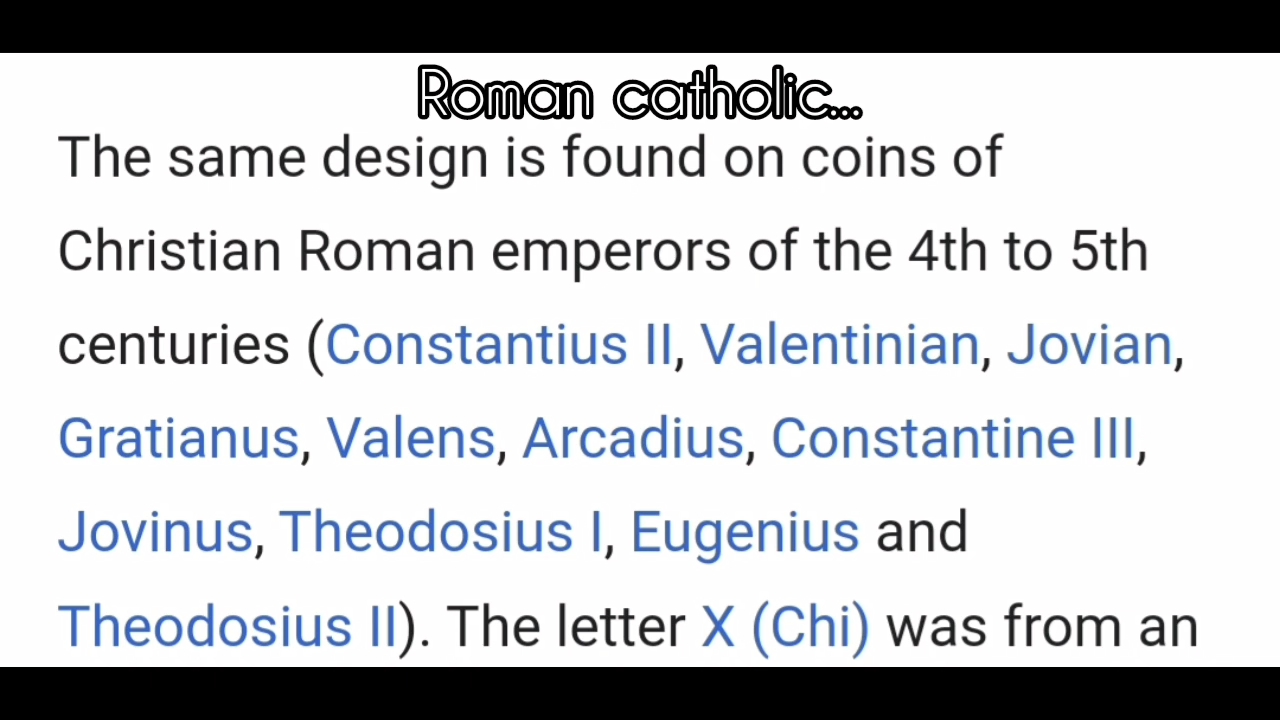 Roman catholic...
The same design is found on coins of
Christian Roman emperors of the 4th to 5th
centuries (Constantius II, Valentinian, Jovian,
Gratianus, Valens, Arcadius, Constantine III,
Jovinus, Theodosius I, Eugenius and
Theodosius II). The letter X (Chi) was from an